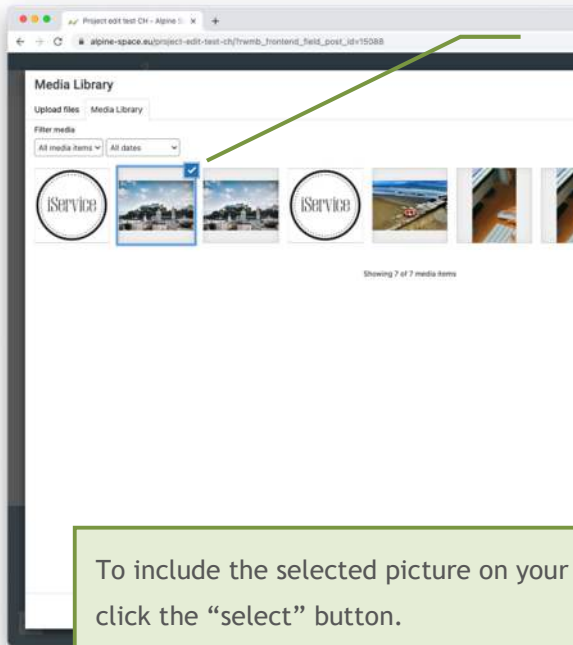 Project edit test CH – Alpine S
alpine-space.eu/project-edit-test-ch/?rwmb_frontend_field_post_id=15088
Media Library
Upload files Media Library
Filter media
All media items All dates
iService iService
Showing 7 of 7 media items
To include the selected picture on your
click the “select” button.